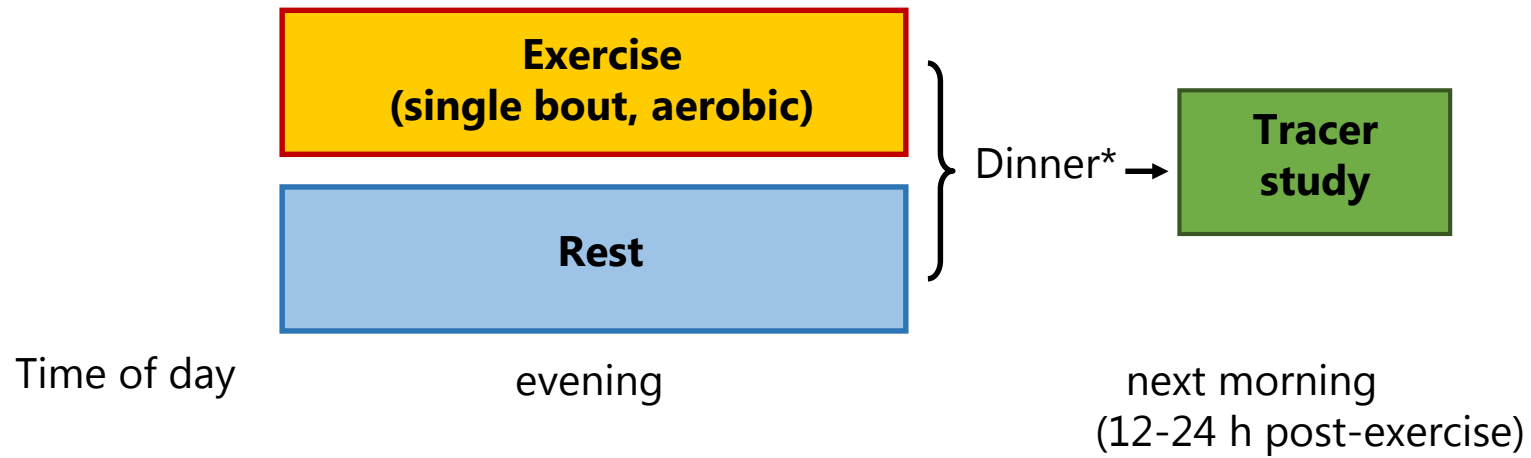 Exercise
(single bout, aerobic)
Rest
Dinner*
Tracer
study
Time of day
evening
next morning
(12-24 h post-exercise)